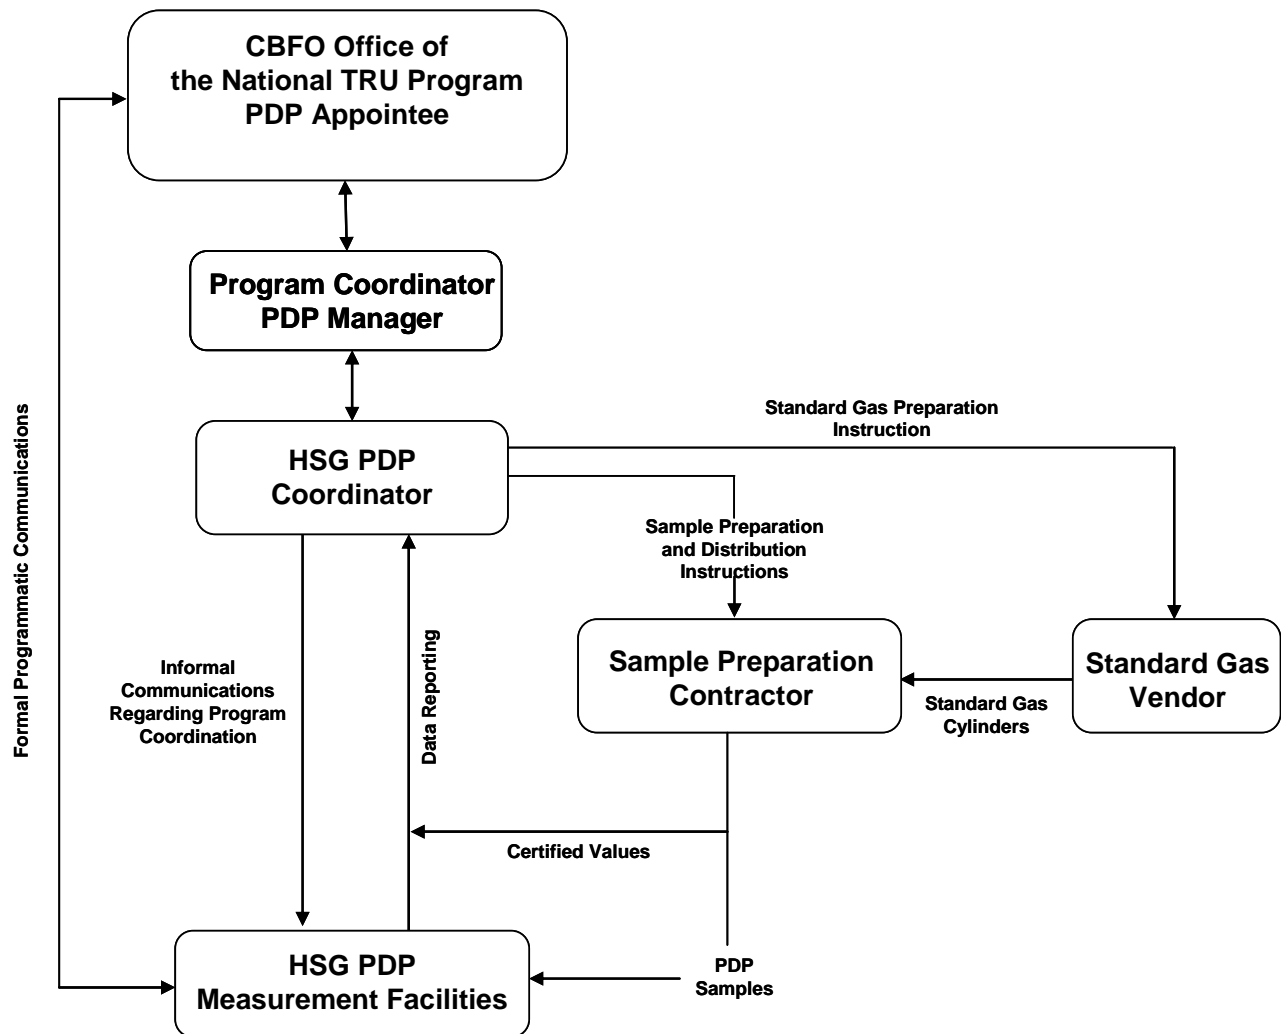 CBFO Office of
the National TRU Program
PDP Appointee
Program Coordinator
PDP Manager
Formal Programmatic Communications
Standard Gas Preparation
Instruction
HSG PDP
Coordinator
Sample Preparation
and Distribution
Instructions
Informal
Communications
Regarding Program
Coordination
Data Reporting
Sample Preparation
Contractor
Standard Gas
Cylinders
Standard Gas
Vendor
Certified Values
HSG PDP
Measurement Facilities
PDP
Samples